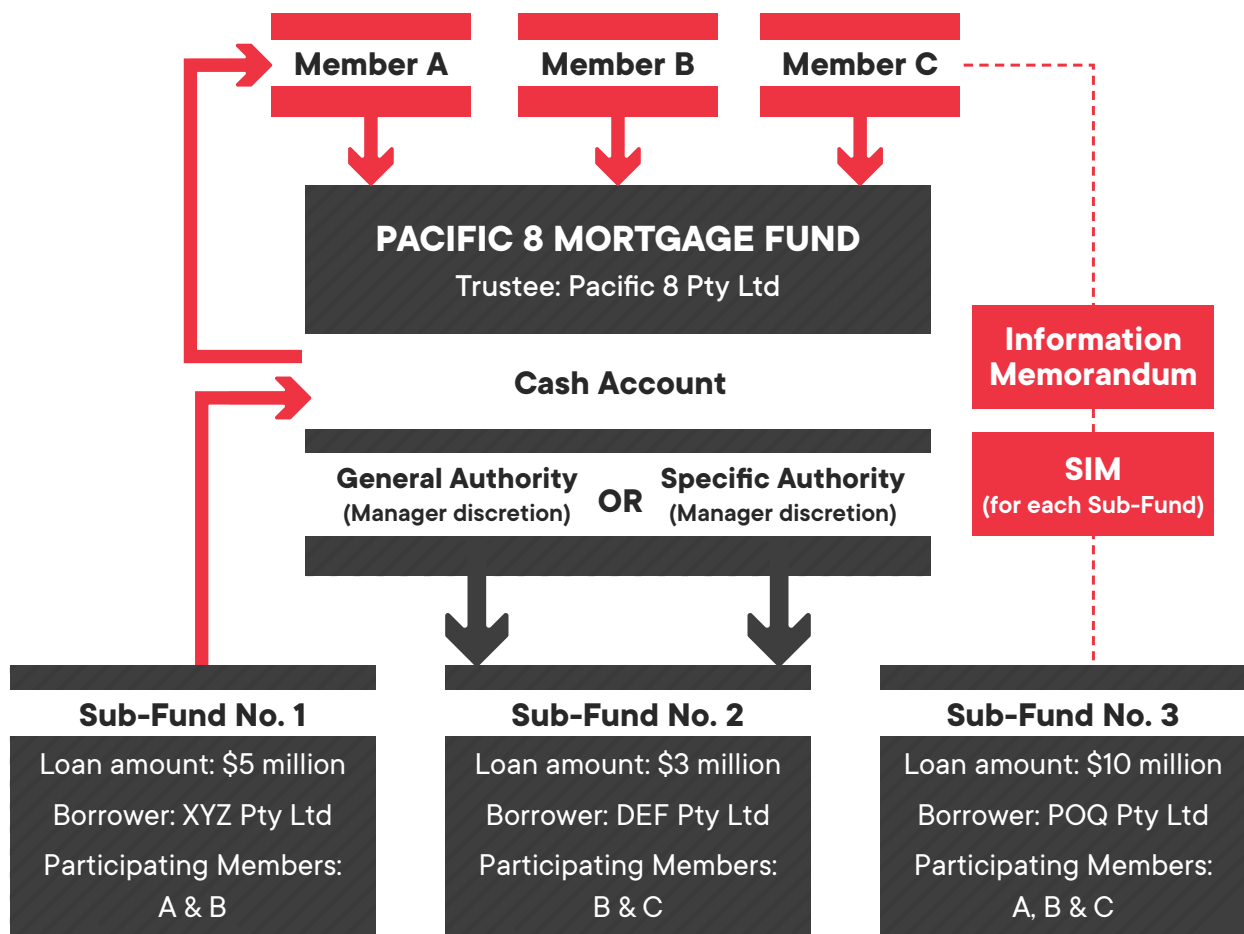 Member A
Member B
Member C
PACIFIC 8 MORTGAGE FUND
Trustee: Pacific 8 Pty Ltd
Information
Memorandum
Cash Account
SIM
(for each Sub-Fund)
General Authority
(Manager discretion)
OR
Specific Authority
(Manager discretion)
Sub-Fund No. 1
Loan amount: $5 million
Borrower: XYZ Pty Ltd
Participating Members:
A & B
Sub-Fund No. 2
Loan amount: $3 million
Borrower: DEF Pty Ltd
Participating Members:
B & C
Sub-Fund No. 3
Loan amount: $10 million
Borrower: POQ Pty Ltd
Participating Members:
A, B & C